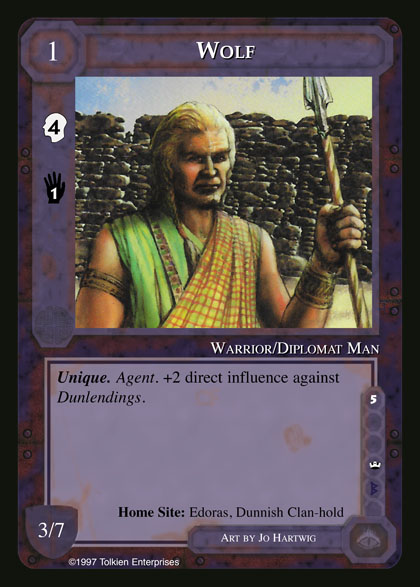 1
WOLF
4
1
WARRIOR/DIPLOMAT MAN
Unique. Agent. +2 direct influence against
Dunlendings.
5
Home Site: Edoras, Dunnish Clan-hold
3/7
ART BY JO HARTWIG
©1997 Tolkien Enterprises